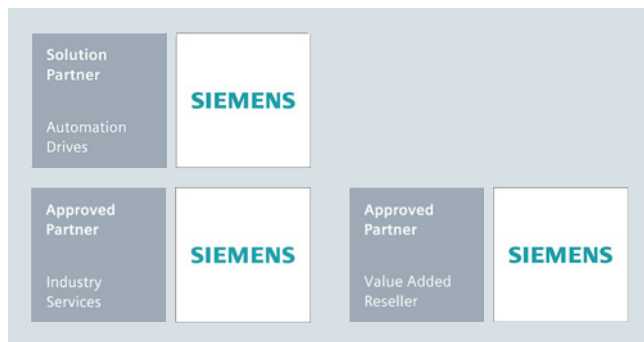 Solution
Partner
Automation
Drives
SIEMENS
Approved
Partner
Industry
Services
SIEMENS
Approved
Partner
Value Added
Reseller
SIEMENS